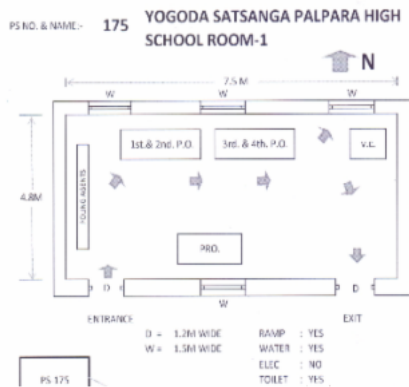 PS NO. & NAME:- 175 YOGODA SATSANGA PALPARA HIGH
SCHOOL ROOM-1
N
7.5 M
W W W
1st.& 2nd. P.O. 3rd. & 4th. P.O. V.C.
4.8M
POLING AGENTS
PRO.
D W D
ENTRANCE EXIT
D = 1.2M WIDE RAMP : YES
W = 1.5M WIDE WATER : YES
ELEC : NO
TOILET : YES
PS 175